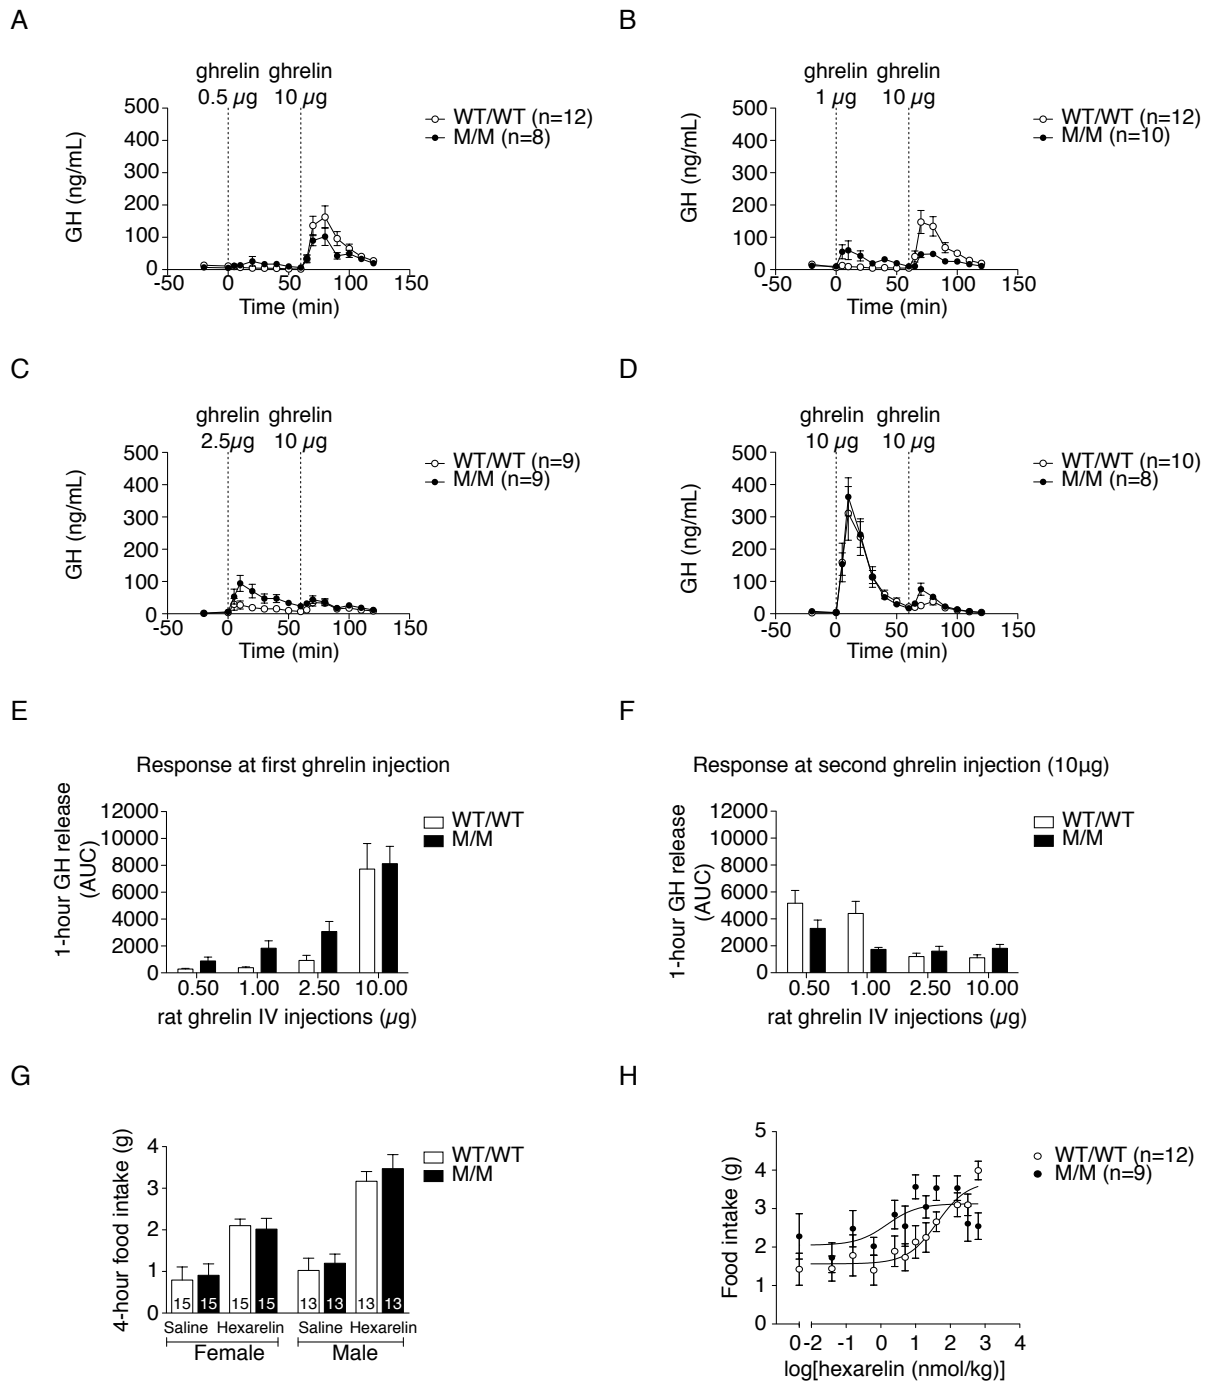 A
ghrelin ghrelin
0.5 µg 10 µg
500
400
300
200
100
0
GH (ng/mL)
-50 0 50 100 150
Time (min)
WT/WT (n=12)
M/M (n=8)
B
ghrelin ghrelin
1 µg 10 µg
500
400
300
200
100
0
GH (ng/mL)
-50 0 50 100 150
Time (min)
WT/WT (n=12)
M/M (n=10)
C
ghrelin ghrelin
2.5µg 10 µg
500
400
300
200
100
0
GH (ng/mL)
-50 0 50 100 150
Time (min)
WT/WT (n=9)
M/M (n=9)
D
ghrelin ghrelin
10 µg 10 µg
500
400
300
200
100
0
GH (ng/mL)
-50 0 50 100 150
Time (min)
WT/WT (n=10)
M/M (n=8)
E
Response at first ghrelin injection
12000
10000
8000
6000
4000
2000
0
1-hour GH release
(AUC)
0.50 1.00 2.50 10.00
rat ghrelin IV injections (µg)
WT/WT
M/M
F
Response at second ghrelin injection (10µg)
12000
10000
8000
6000
4000
2000
0
1-hour GH release
(AUC)
0.50 1.00 2.50 10.00
rat ghrelin IV injections (µg)
WT/WT
M/M
G
4
3
2
1
0
4-hour food intake (g)
15 15 15 15 13 13 13 13
Saline Hexarelin Saline Hexarelin
Female Male
WT/WT
M/M
H
5
4
3
2
1
0
Food intake (g)
0 -2 -1 0 1 2 3 4
log[hexarelin (nmol/kg)]
WT/WT (n=12)
M/M (n=9)